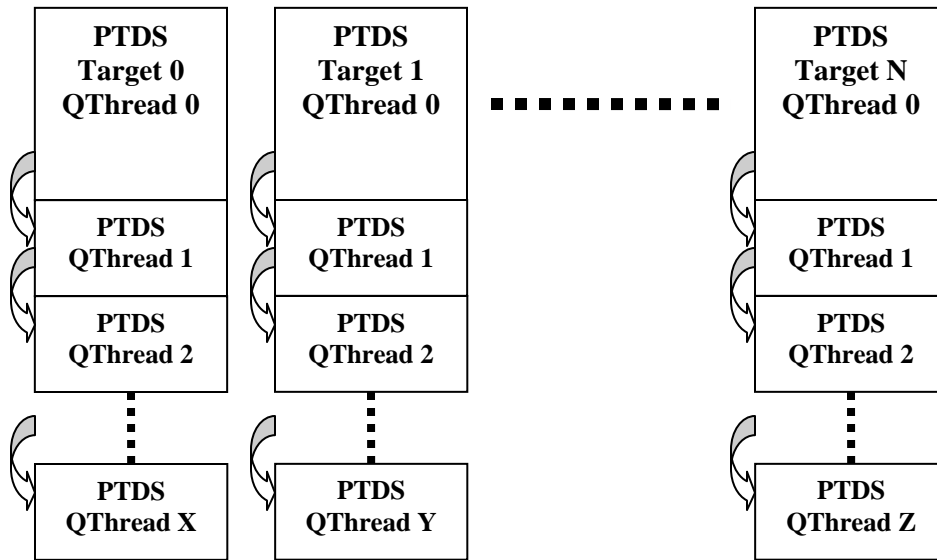 PTDS
Target 0
QThread 0
PTDS
Target 1
QThread 0
PTDS
Target N
QThread 0
PTDS
QThread 1
PTDS
QThread 1
PTDS
QThread 1
PTDS
QThread 2
PTDS
QThread 2
PTDS
QThread 2
PTDS
QThread X
PTDS
QThread Y
PTDS
QThread Z